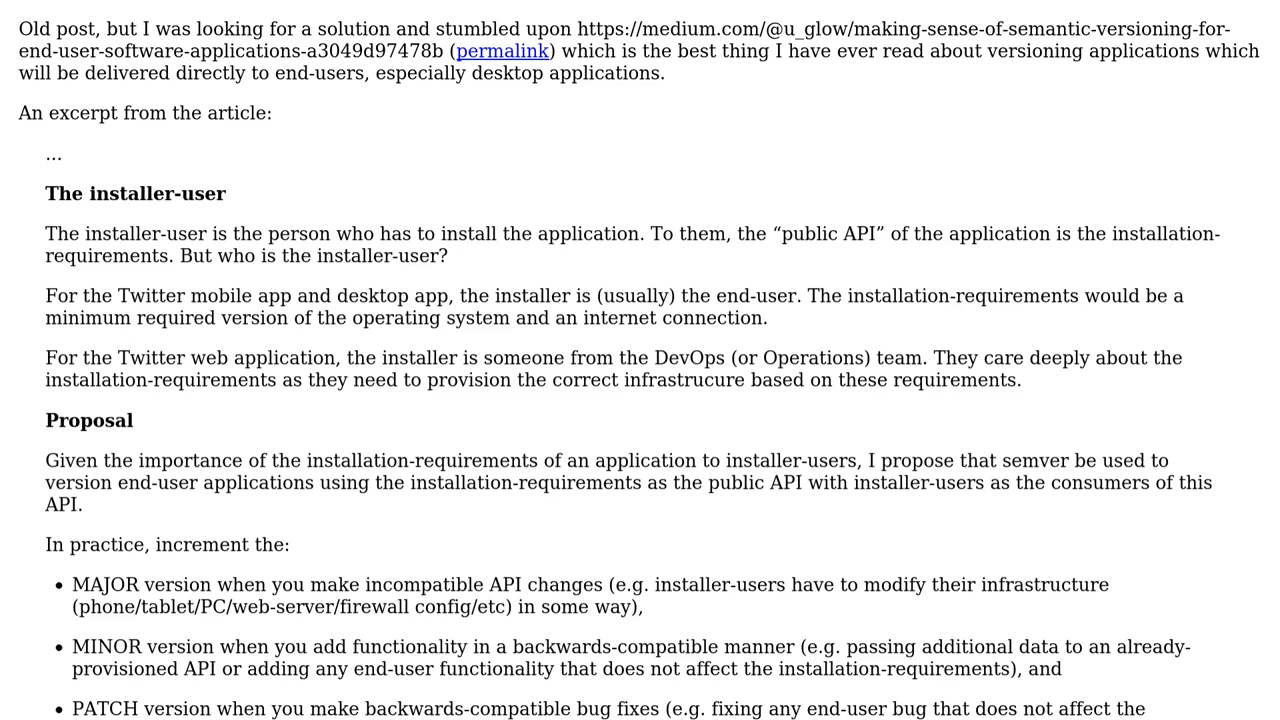 Old post, but I was looking for a solution and stumbled upon https://medium.com/@u_glow/making-sense-of-semantic-versioning-for-
end-user-software-applications-a3049d97478b (permalink) which is the best thing I have ever read about versioning applications which
will be delivered directly to end-users, especially desktop applications.
An excerpt from the article:
...
The installer-user
The installer-user is the person who has to install the application. To them, the “public API” of the application is the installation-
requirements. But who is the installer-user?
For the Twitter mobile app and desktop app, the installer is (usually) the end-user. The installation-requirements would be a
minimum required version of the operating system and an internet connection.
For the Twitter web application, the installer is someone from the DevOps (or Operations) team. They care deeply about the
installation-requirements as they need to provision the correct infrastrucure based on these requirements.
Proposal
Given the importance of the installation-requirements of an application to installer-users, I propose that semver be used to
version end-user applications using the installation-requirements as the public API with installer-users as the consumers of this
API.
In practice, increment the:
• MAJOR version when you make incompatible API changes (e.g. installer-users have to modify their infrastructure
(phone/tablet/PC/web-server/firewall config/etc) in some way),
• MINOR version when you add functionality in a backwards-compatible manner (e.g. passing additional data to an already-
provisioned API or adding any end-user functionality that does not affect the installation-requirements), and
• PATCH version when you make backwards-compatible bug fixes (e.g. fixing any end-user bug that does not affect the